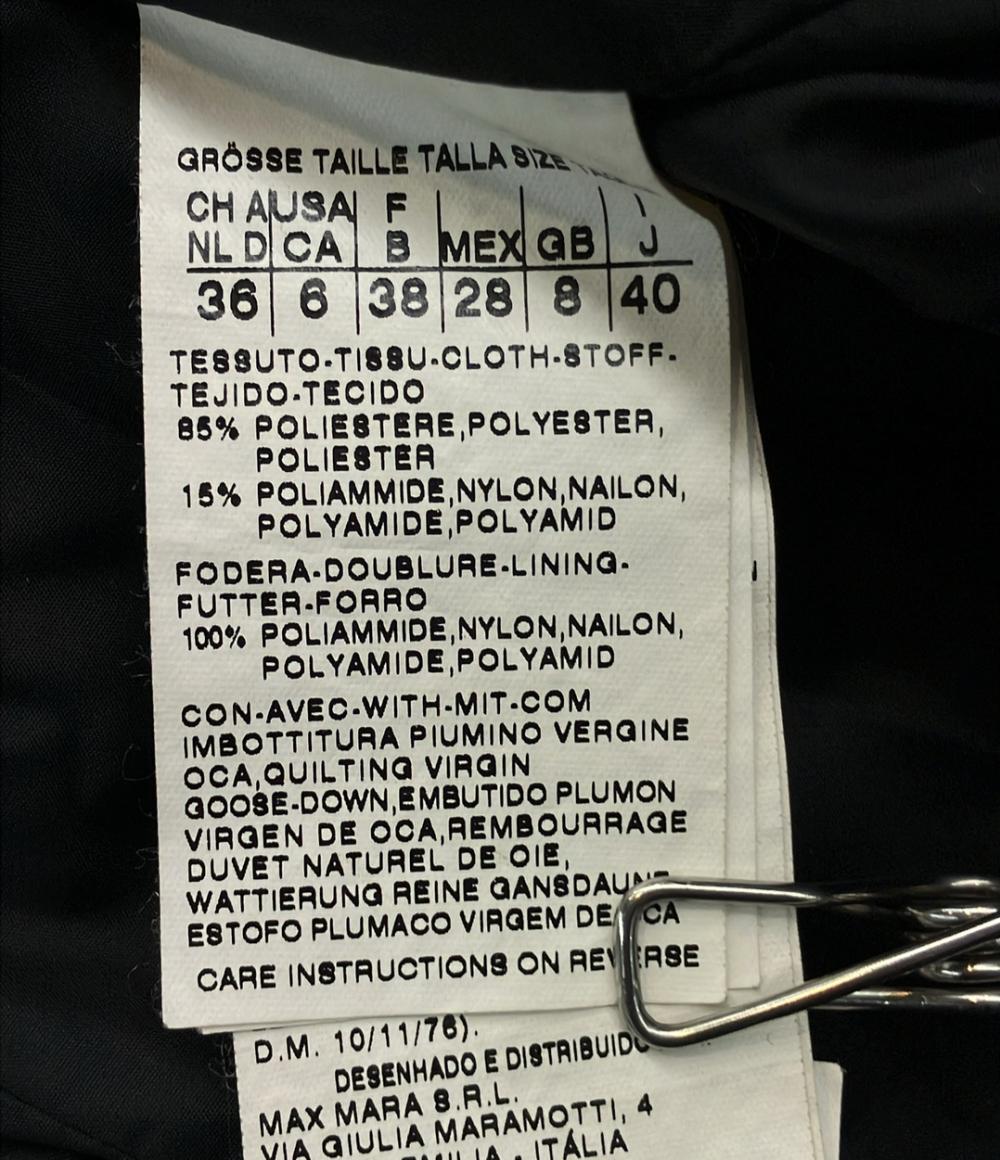 GRÖSSE TAILLE TALLA SIZE
CH A USA F I
NL D CA B MEX GB J
36 6 38 28 8 40
TESSUTO-TISSU-CLOTH-STOFF-
TEJIDO-TECIDO
85% POLIESTERE,POLYESTER,
POLIESTER
15% POLIAMMIDE,NYLON,NAILON,
POLYAMIDE,POLYAMID
FODERA-DOUBLURE-LINING-
FUTTER-FORRO
100% POLIAMMIDE,NYLON,NAILON,
POLYAMIDE,POLYAMID
CON-AVEC-WITH-MIT-COM
IMBOTTITURA PIUMINO VERGINE
OCA,QUILTING VIRGIN
GOOSE-DOWN,EMBUTIDO PLUMON
VIRGEN DE OCA,REMBOURRAGE
DUVET NATUREL DE OIE,
WATTIERUNG REINE GANSDAUNE
ESTOFO PLUMACO VIRGEM DE OCA
CARE INSTRUCTIONS ON REVERSE
D.M. 10/11/76).
DESENHADO E DISTRIBUIDO
MAX MARA S.R.L.
VIA GIULIA MARAMOTTI, 4
EMILIA - ITÁLIA